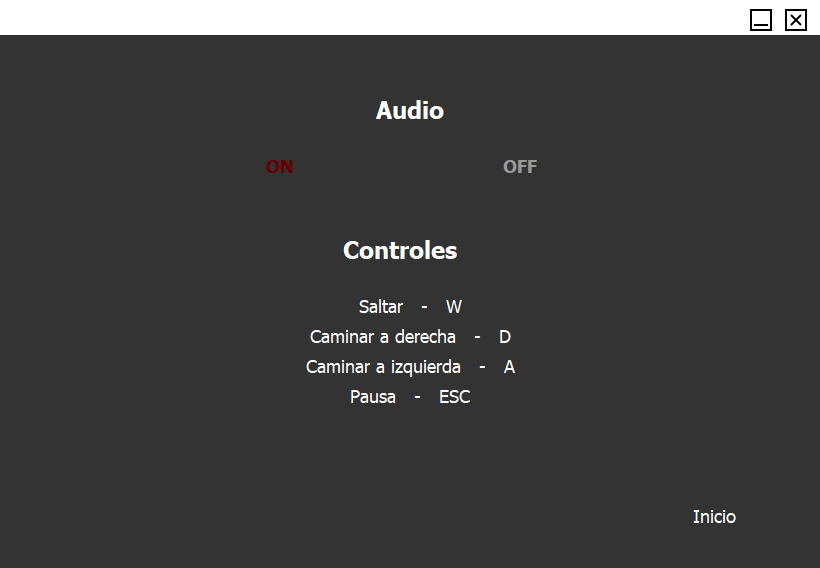 Audio
ON OFF
Controles
Saltar - W
Caminar a derecha - D
Caminar a izquierda - A
Pausa - ESC
Inicio